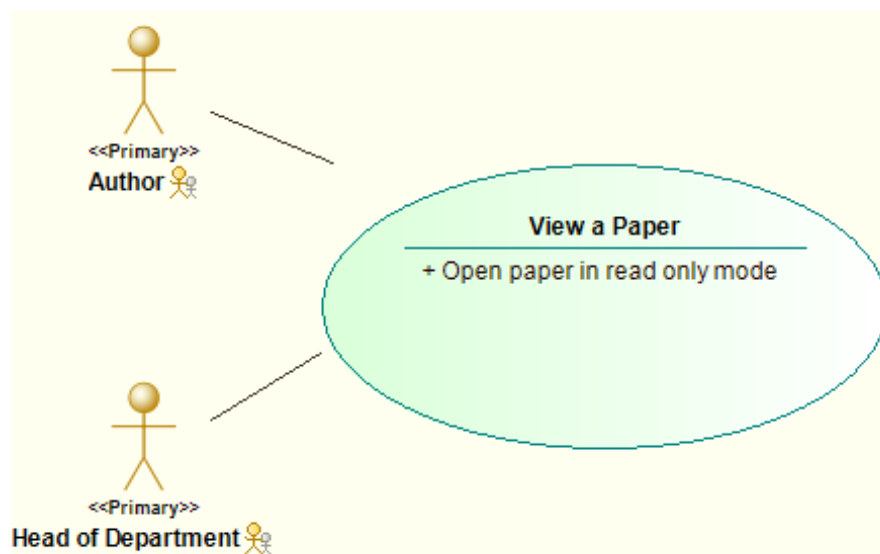 <<Primary>>
Author
View a Paper
+ Open paper in read only mode
<<Primary>>
Head of Department